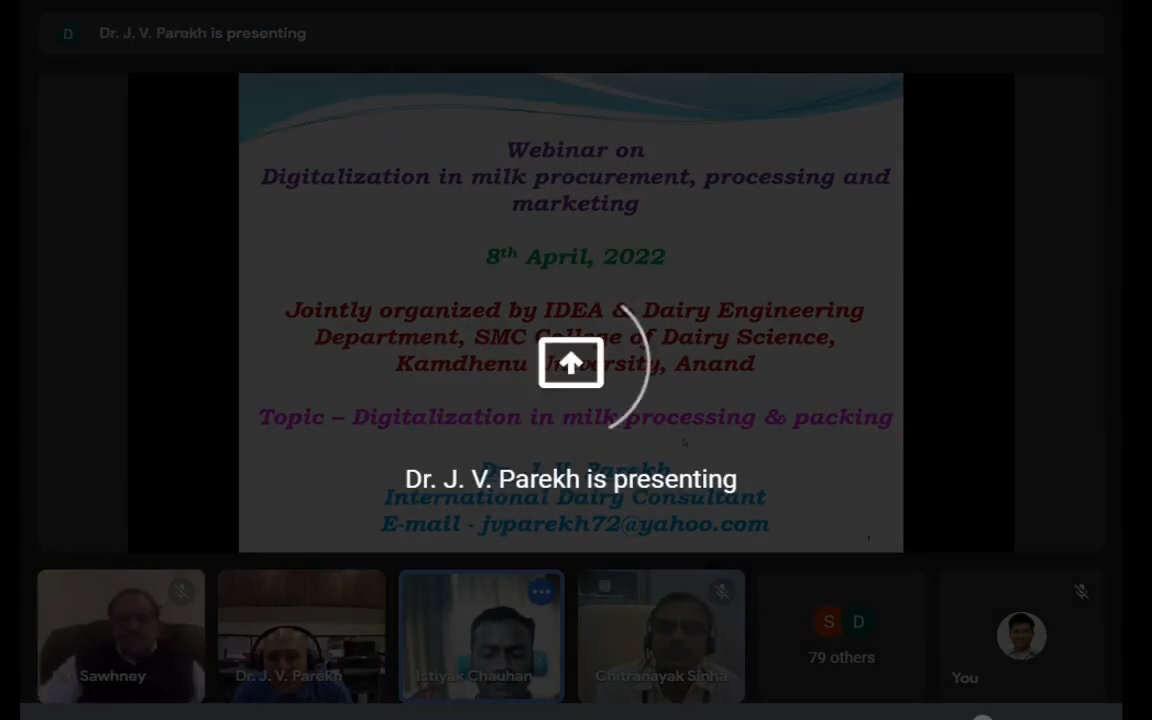 D Dr. J. V. Parekh is presenting
Webinar on
Digitalization in milk procurement, processing and
marketing
8th April, 2022
Jointly organized by IDEA & Dairy Engineering
Department, SMC College of Dairy Science,
Kamdhenu University, Anand
Topic – Digitalization in milk processing & packing
Dr. J. V. Parekh
Dr. J. V. Parekh is presenting
International Dairy Consultant
E-mail - jvparekh72@yahoo.com
1
S D
79 others
Sawhney
Dr. J. V. Parekh
Istiyak Chauhan
Chitranayak Sinha
You